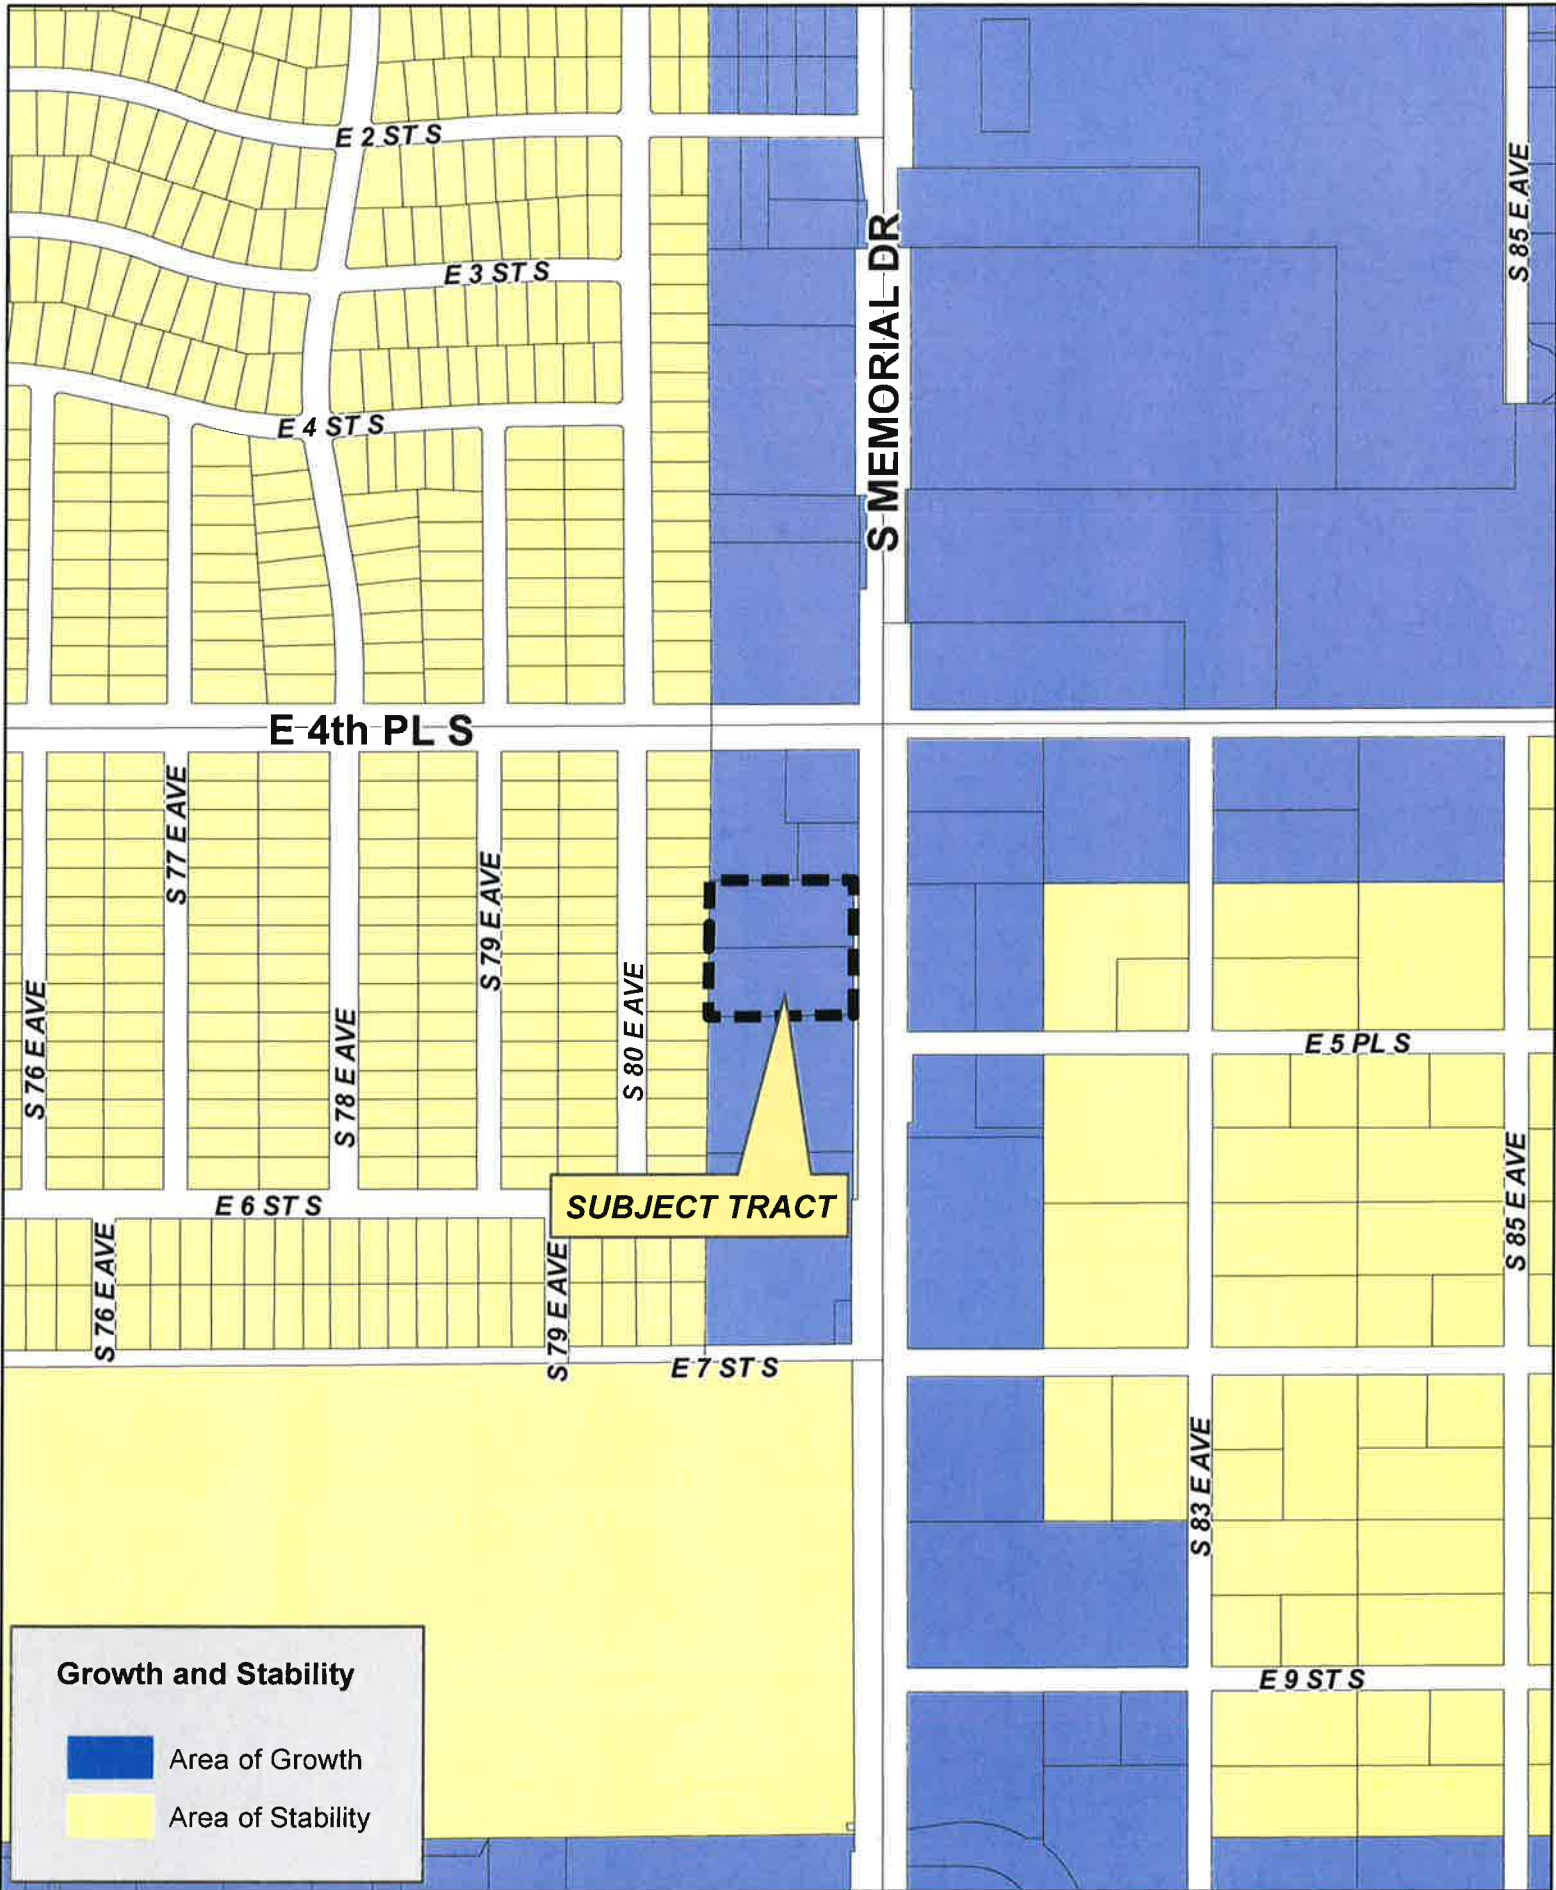 E 2 ST S
S 85 E AVE
E 3 ST S
S MEMORIAL DR
E 4 ST S
E 4th PL S
S 77 E AVE
S 79 E AVE
S 76 E AVE
S 78 E AVE
S 80 E AVE
E 5 PL S
SUBJECT TRACT
E 6 ST S
S 85 E AVE
S 76 E AVE
S 79 E AVE
E 7 ST S
S 83 E AVE
E 9 ST S
Growth and Stability
Area of Growth
Area of Stability